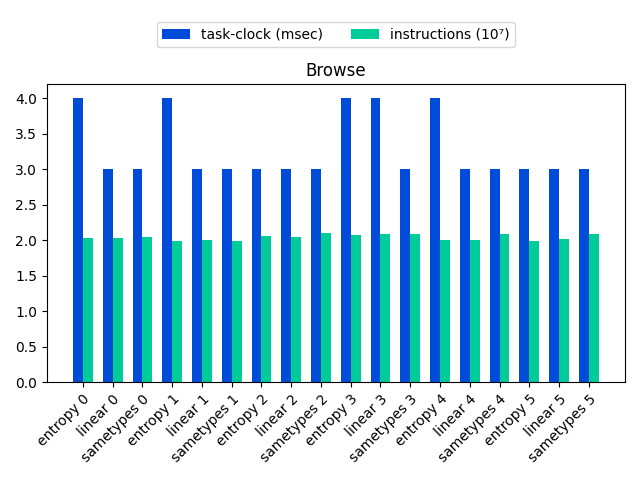 task-clock (msec)
instructions (10⁷)
Browse
4.0
3.5
3.0
2.5
2.0
1.5
1.0
0.5
0.0
entropy 0
linear 0
sametypes 0
entropy 1
linear 1
sametypes 1
entropy 2
linear 2
sametypes 2
entropy 3
linear 3
sametypes 3
entropy 4
linear 4
sametypes 4
entropy 5
linear 5
sametypes 5